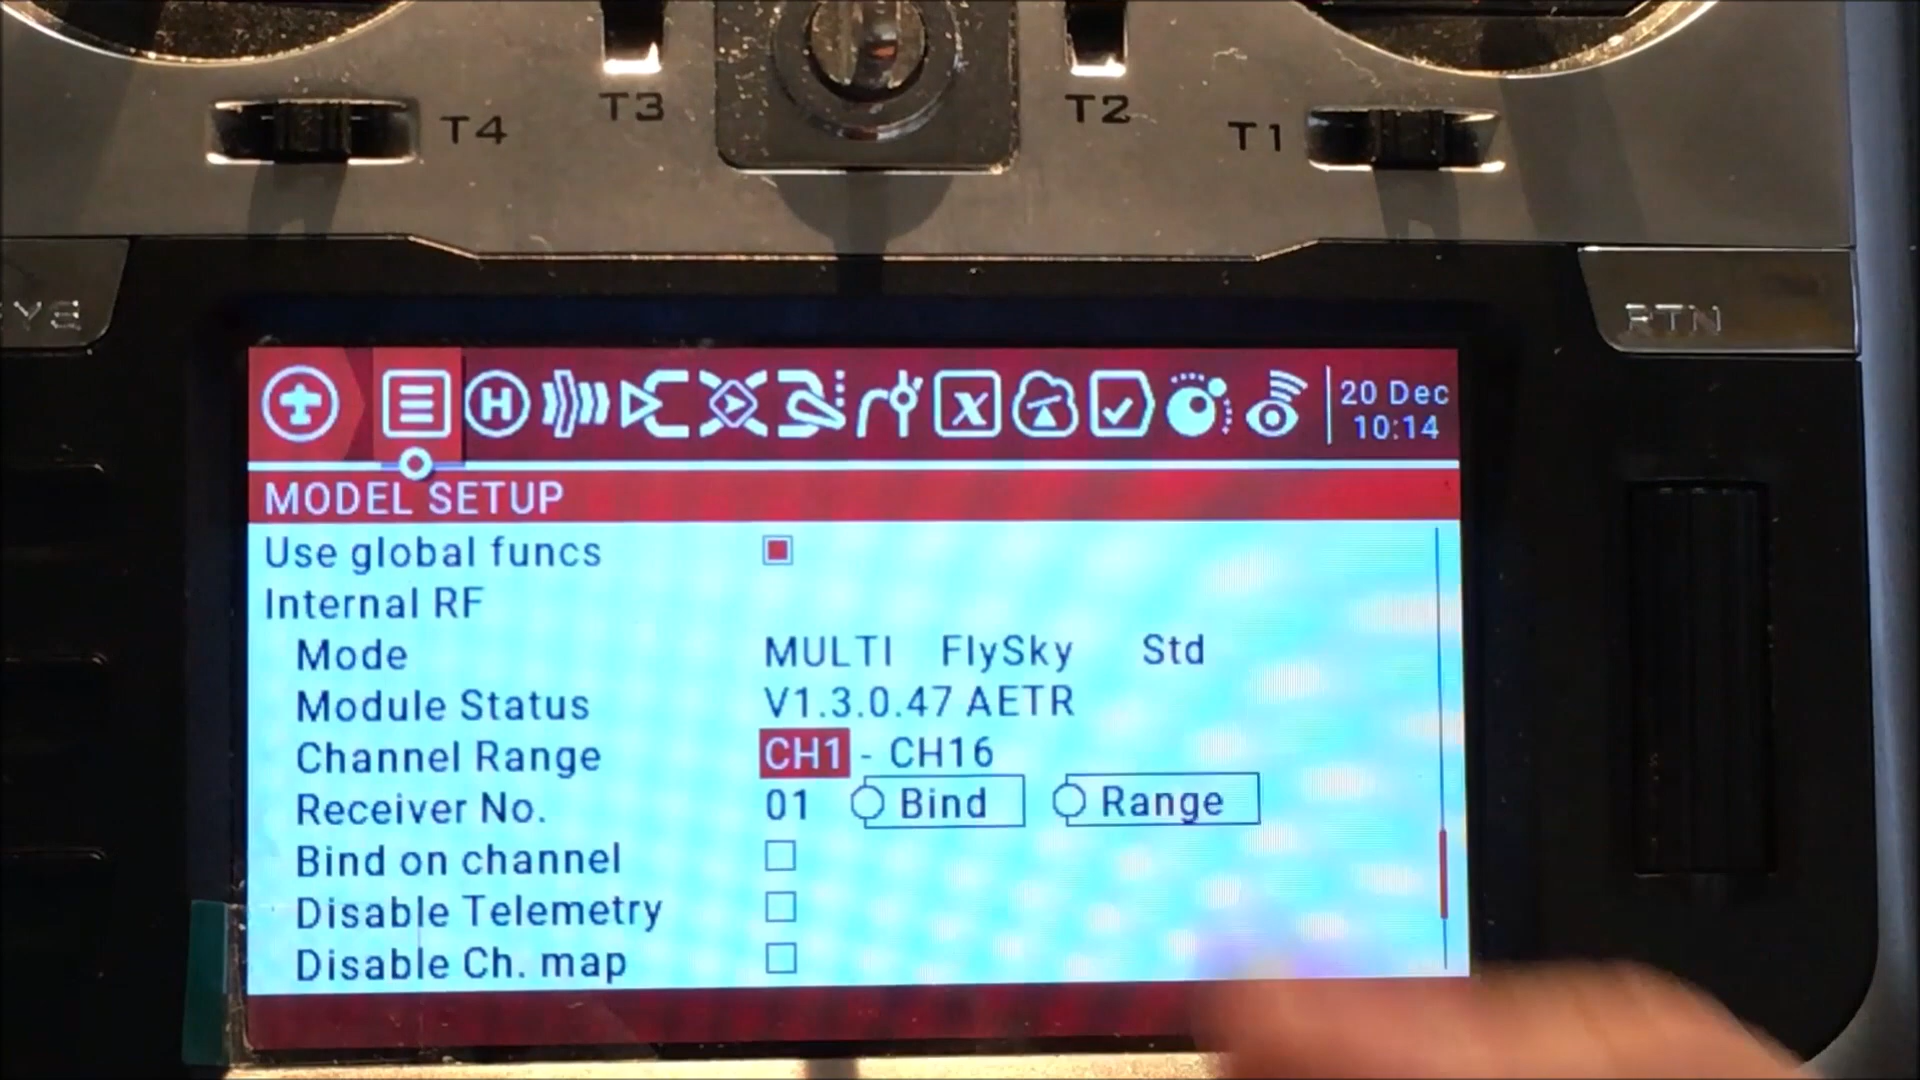 T4
T3
T2
T1
RTN
20 Dec
10:14
MODEL SETUP
Use global funcs
Internal RF
Mode MULTI FlySky Std
Module Status V1.3.0.47 AETR
Channel Range CH1 - CH16
Receiver No. 01 Bind Range
Bind on channel
Disable Telemetry
Disable Ch. map